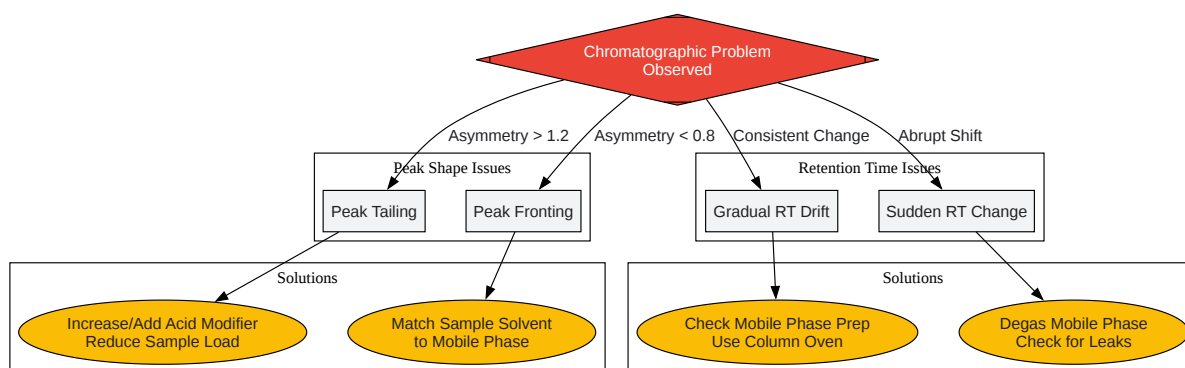 Chromatographic Problem
Observed
Asymmetry > 1.2
Asymmetry < 0.8
Consistent Change
Abrupt Shift
Peak Shape Issues
Retention Time Issues
Peak Tailing
Peak Fronting
Gradual RT Drift
Sudden RT Change
Solutions
Solutions
Increase/Add Acid Modifier
Reduce Sample Load
Match Sample Solvent
to Mobile Phase
Check Mobile Phase Prep
Use Column Oven
Degas Mobile Phase
Check for Leaks